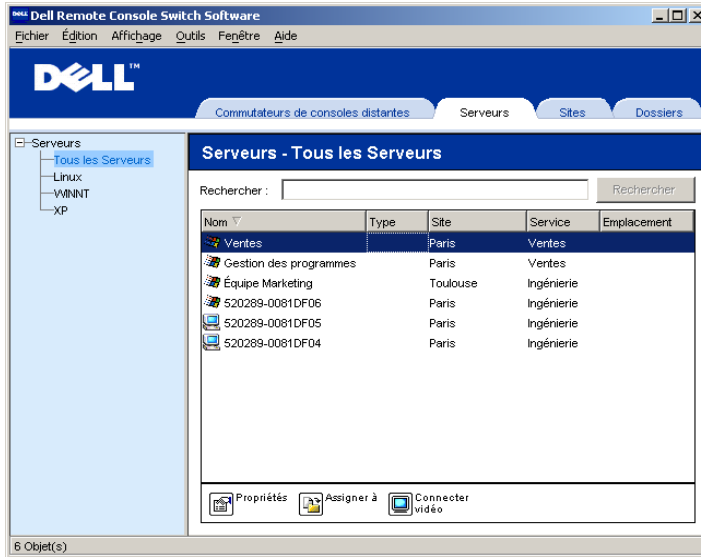 Dell Remote Console Switch Software
Fichier Édition Affichage Outils Fenêtre Aide
DELL™
Commutateurs de consoles distantes Serveurs Sites Dossiers
Serveurs
Tous les Serveurs
Linux
WINNT
XP
Serveurs - Tous les Serveurs
Rechercher : Rechercher
Nom Type Site Service Emplacement
Ventes Paris Ventes
Gestion des programmes Paris Ventes
Équipe Marketing Toulouse Ingénierie
520289-0081DF06 Paris Ingénierie
520289-0081DF05 Paris Ingénierie
520289-0081DF04 Paris Ingénierie
Propriétés Assigner à Connecter
vidéo
6 Objet(s)